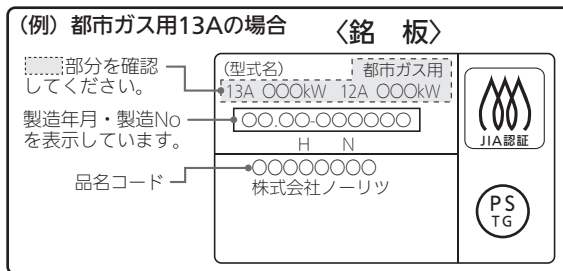 (例) 都市ガス用13Aの場合
〈銘 板〉
部分を確認
してください。
製造年月・製造No
を表示しています。
品名コード
(型式名)
都市ガス用
13A ○○○kW 12A ○○○kW
○○.○○-○○○○○○
H N
○○○○○○○○
株式会社ノーリツ
JIA認証
PS
TG